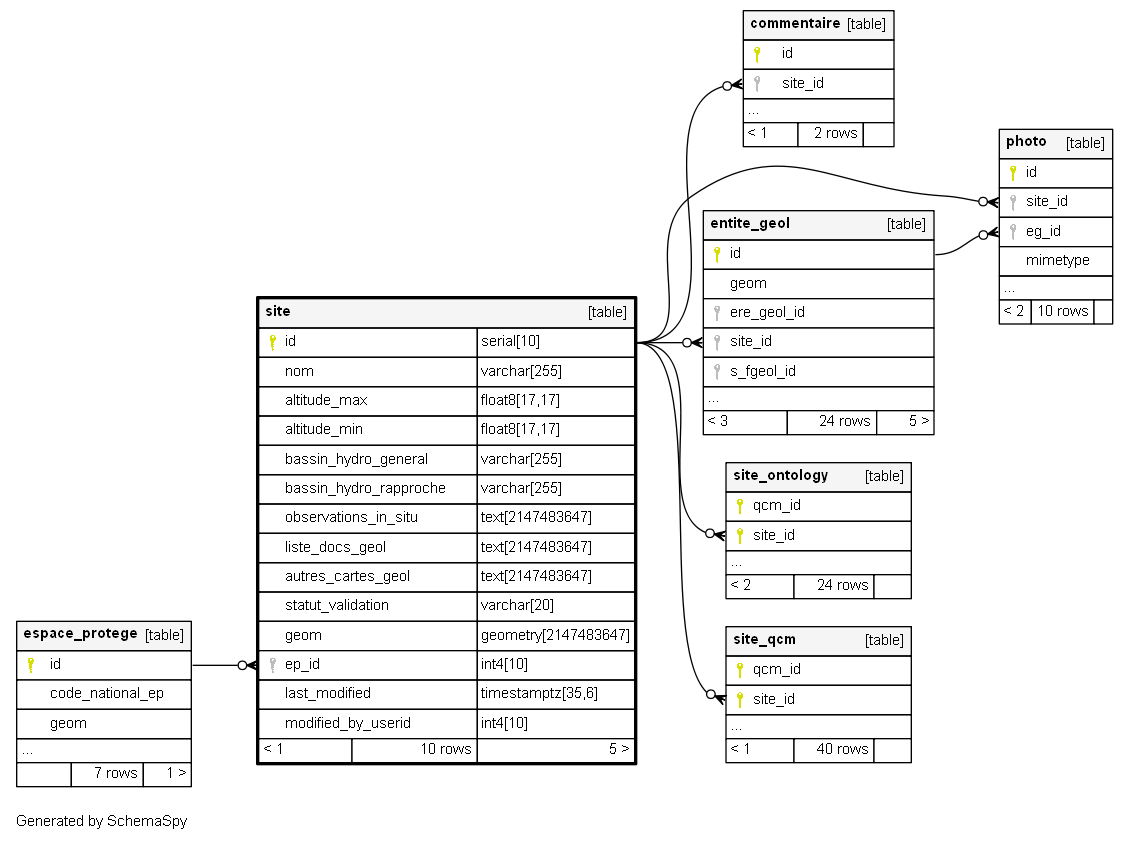 commentaire [table]
id
site_id
...
< 1 2 rows
photo [table]
id
site_id
eg_id
mimetype
...
< 2 10 rows
entite_geol [table]
id
geom
ere_geol_id
site_id
s_fgeol_id
...
< 3 24 rows 5 >
site [table]
id serial[10]
nom varchar[255]
altitude_max float8[17,17]
altitude_min float8[17,17]
bassin_hydro_general varchar[255]
bassin_hydro_rapproche varchar[255]
observations_in_situ text[2147483647]
liste_docs_geol text[2147483647]
autres_cartes_geol text[2147483647]
statut_validation varchar[20]
geom geometry[2147483647]
ep_id int4[10]
last_modified timestamptz[35,6]
modified_by_userid int4[10]
< 1 10 rows 5 >
site_ontology [table]
qcm_id
site_id
...
< 2 24 rows
site_qcm [table]
qcm_id
site_id
...
< 1 40 rows
espace_protege [table]
id
code_national_ep
geom
...
7 rows 1 >
Generated by SchemaSpy